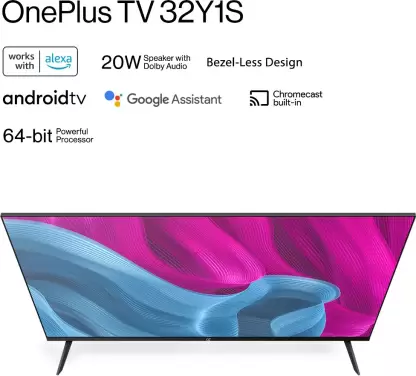 OnePlus TV 32Y1S
works with alexa
20W Speaker with Dolby Audio
Bezel-Less Design
androidtv
Google Assistant
Chromecast built-in
64-bit Powerful Processor